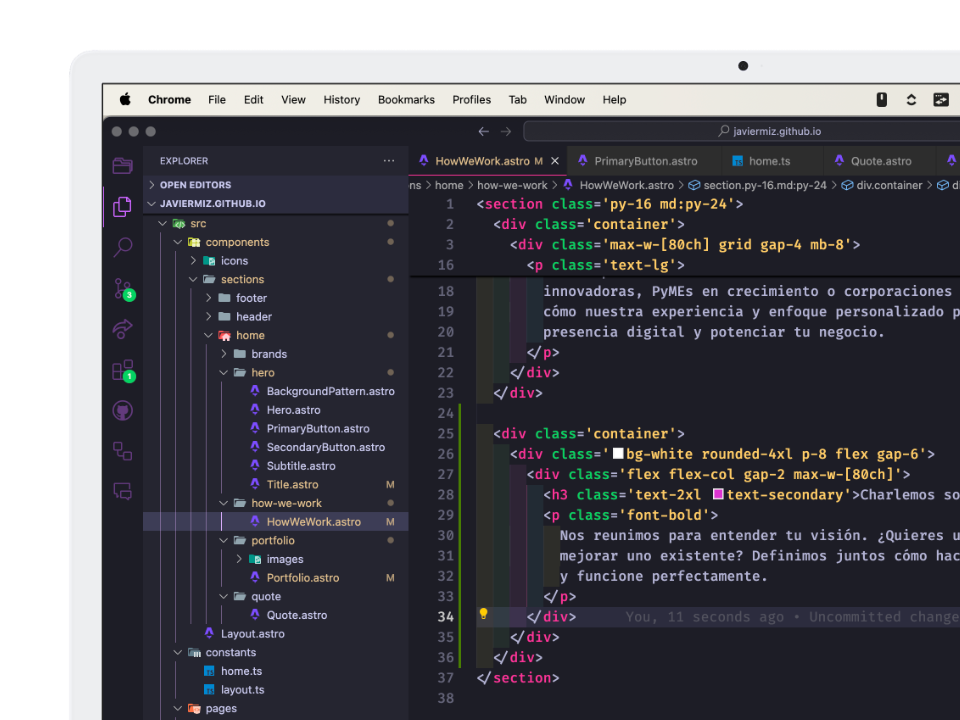 Chrome File Edit View History Bookmarks Profiles Tab Window Help
javiermiz.github.io
EXPLORER
OPEN EDITORS
JAVIERMIZ.GITHUB.IO
src
components
icons
sections
footer
header
home
brands
hero
BackgroundPattern.astro
Hero.astro
PrimaryButton.astro
SecondaryButton.astro
Subtitle.astro
Title.astro M
how-we-work
HowWeWork.astro M
portfolio
images
Portfolio.astro M
quote
Quote.astro
Layout.astro
constants
home.ts
layout.ts
pages
3
1
HowWeWork.astro M PrimaryButton.astro home.ts Quote.astro
ns > home > how-we-work > HowWeWork.astro > section.py-16.md:py-24 > div.container > di
1 <section class='py-16 md:py-24'>
2 <div class='container'>
3 <div class='max-w-[80ch] grid gap-4 mb-8'>
16 <p class='text-lg'>
18 innovadoras, PyMEs en crecimiento o corporaciones
19 cómo nuestra experiencia y enfoque personalizado p
20 presencia digital y potenciar tu negocio.
21 </p>
22 </div>
23 </div>
24
25 <div class='container'>
26 <div class='bg-white rounded-4xl p-8 flex gap-6'>
27 <div class='flex flex-col gap-2 max-w-[80ch]'>
28 <h3 class='text-2xl text-secondary'>Charlemos so
29 <p class='font-bold'>
30 Nos reunimos para entender tu visión. ¿Quieres u
31 mejorar uno existente? Definimos juntos cómo hac
32 y funcione perfectamente.
33 </p>
34 </div> You, 11 seconds ago • Uncommitted change
35 </div>
36 </div>
37 </section>
38